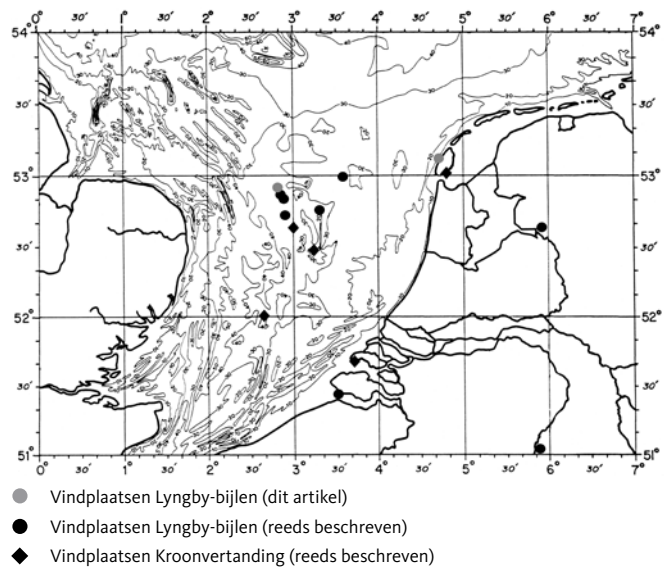 54° 30' 1° 30' 2° 30' 3° 30' 4° 30' 5° 30' 6° 30' 7° 54°
30' 30'
53° 53°
30' 30'
52° 52°
30' 30'
51° 51°
0° 30' 1° 30' 2° 30' 3° 30' 4° 30' 5° 30' 6° 30' 7°
Vindplaatsen Lyngby-bijlen (dit artikel)
Vindplaatsen Lyngby-bijlen (reeds beschreven)
Vindplaatsen Kroonvertanding (reeds beschreven)